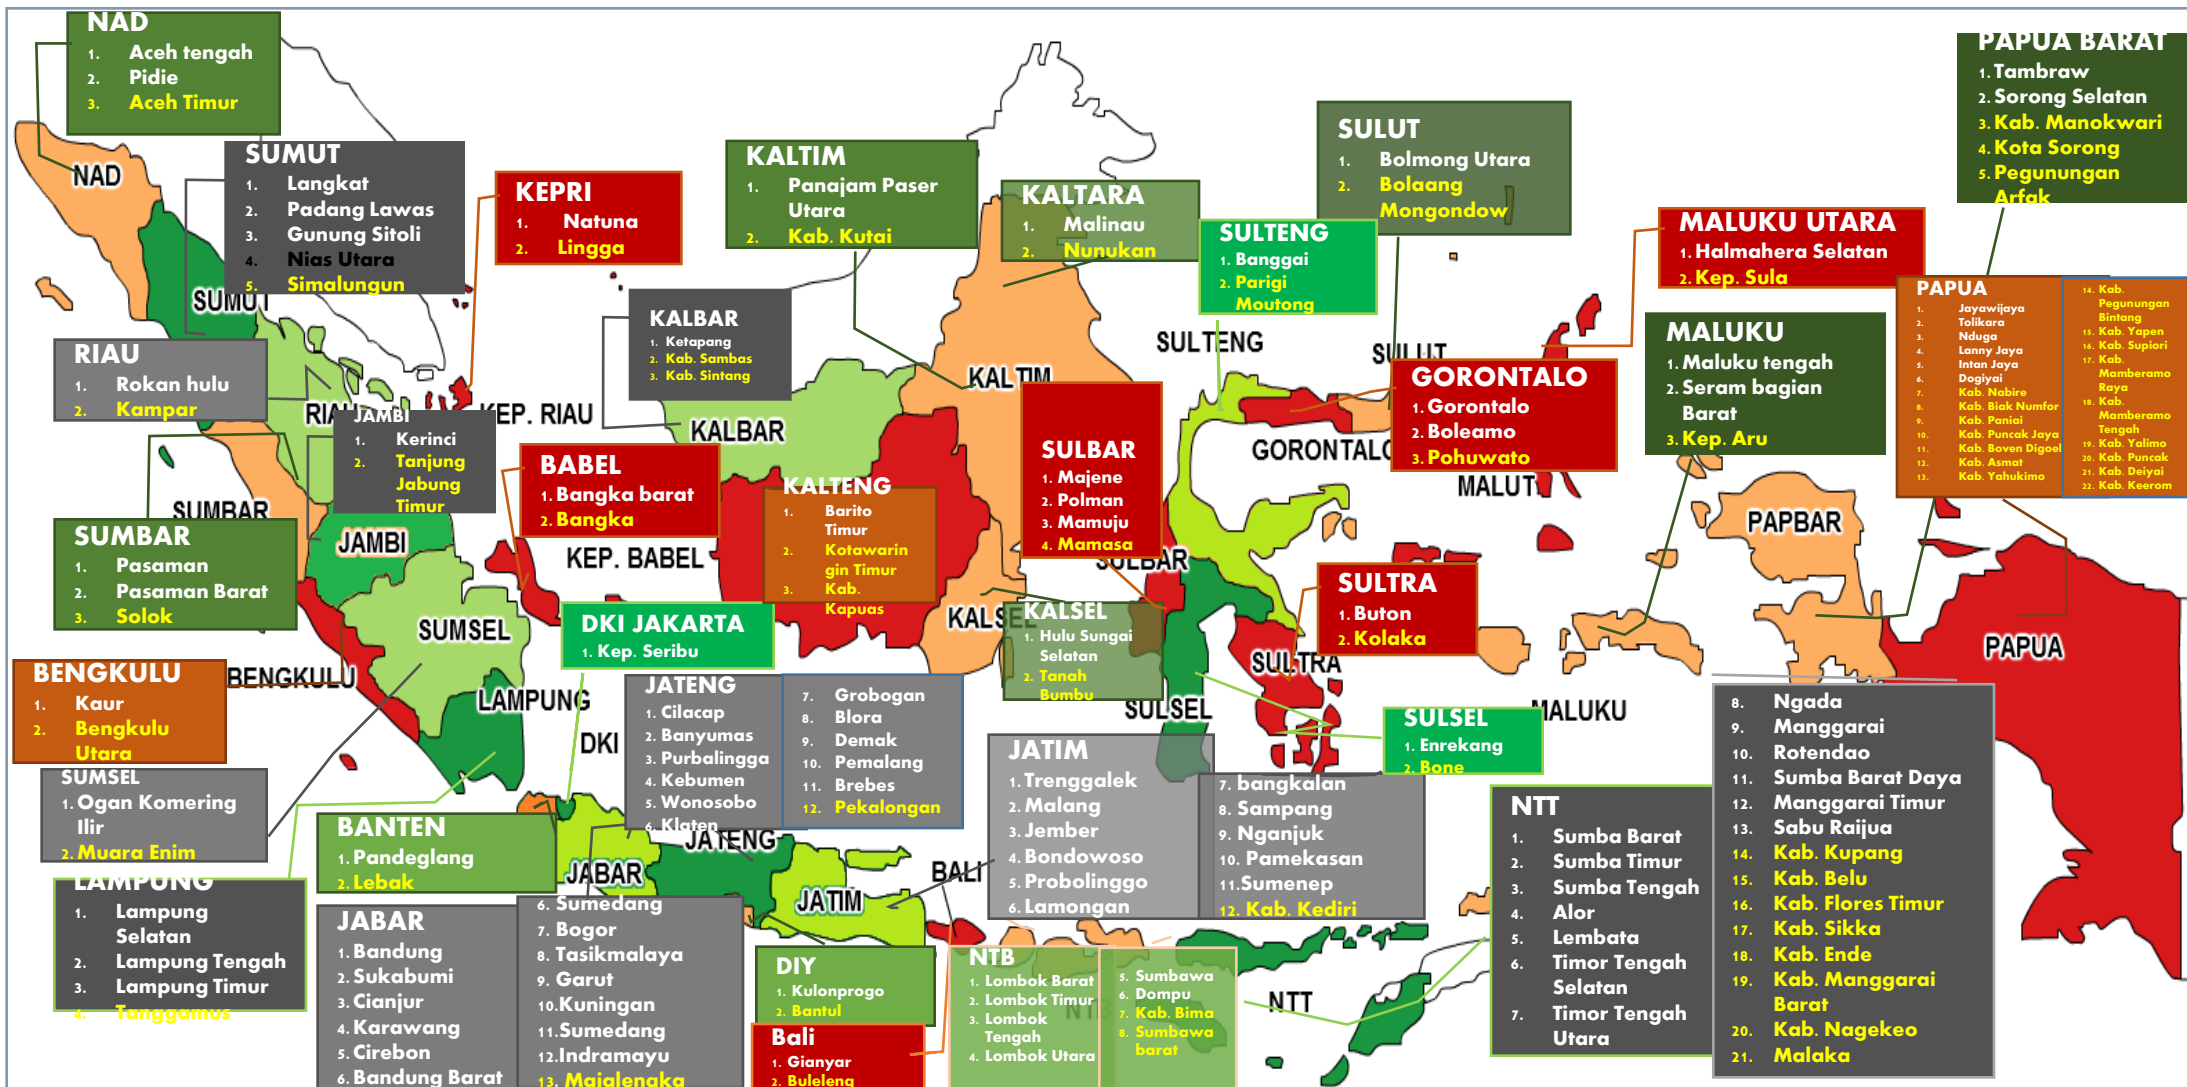 NAD
1. Aceh tengah
2. Pidie
3. Aceh Timur
SUMUT
1. Langkat
2. Padang Lawas
3. Gunung Sitoli
4. Nias Utara
5. Simalungun
KEPRI
1. Natuna
2. Lingga
KALTIM
1. Panajam Paser
Utara
2. Kab. Kutai
KALTARA
1. Malinau
2. Nunukan
SULUT
1. Bolmong Utara
2. Bolaang
Mongondow
SULTENG
1. Banggai
2. Parigi
Moutong
MALUKU UTARA
1. Halmahera Selatan
2. Kep. Sula
PAPUA BARAT
1. Tambraw
2. Sorong Selatan
3. Kab. Manokwari
4. Kota Sorong
5. Pegunungan
Arfak
PAPUA
1. Jayawijaya
2. Tolikara
3. Nduga
4. Lanny Jaya
5. Intan Jaya
6. Dogiyai
7. Kab. Nabire
8. Kab. Biak Numfor
9. Kab. Paniai
10. Kab. Puncak Jaya
11. Kab. Boven Digoel
12. Kab. Asmat
13. Kab. Yahukimo
14. Kab.
Pegunungan
Bintang
15. Kab. Yapen
16. Kab. Supiori
17. Kab.
Mamberamo
Raya
18. Kab.
Mamberamo
Tengah
19. Kab. Yalimo
20. Kab. Puncak
21. Kab. Deiyai
22. Kab. Keerom
MALUKU
1. Maluku tengah
2. Seram bagian
Barat
3. Kep. Aru
GORONTALO
1. Gorontalo
2. Boleamo
3. Pohuwato
KALBAR
1. Ketapang
2. Kab. Sambas
3. Kab. Sintang
RIAU
1. Rokan hulu
2. Kampar
JAMBI
1. Kerinci
2. Tanjung
Jabung
Timur
BABEL
1. Bangka barat
2. Bangka
KALTENG
1. Barito
Timur
2. Kotawarin
gin Timur
3. Kab.
Kapuas
SULBAR
1. Majene
2. Polman
3. Mamuju
4. Mamasa
SUMBAR
1. Pasaman
2. Pasaman Barat
3. Solok
SULTRA
1. Buton
2. Kolaka
DKI JAKARTA
1. Kep. Seribu
KALSEL
1. Hulu Sungai
Selatan
2. Tanah
Bumbu
BENGKULU
1. Kaur
2. Bengkulu
Utara
SUMSEL
1. Ogan Komering
Ilir
2. Muara Enim
JATENG
1. Cilacap
2. Banyumas
3. Purbalingga
4. Kebumen
5. Wonosobo
6. Klaten
7. Grobogan
8. Blora
9. Demak
10. Pemalang
11. Brebes
12. Pekalongan
SULSEL
1. Enrekang
2. Bone
JATIM
1. Trenggalek
2. Malang
3. Jember
4. Bondowoso
5. Probolinggo
6. Lamongan
7. bangkalan
8. Sampang
9. Nganjuk
10. Pamekasan
11. Sumenep
12. Kab. Kediri
BANTEN
1. Pandeglang
2. Lebak
LAMPUNG
1. Lampung
Selatan
2. Lampung Tengah
3. Lampung Timur
4. Tanggamus
JABAR
1. Bandung
2. Sukabumi
3. Cianjur
4. Karawang
5. Cirebon
6. Bandung Barat
6. Sumedang
7. Bogor
8. Tasikmalaya
9. Garut
10. Kuningan
11. Sumedang
12. Indramayu
13. Majalengka
DIY
1. Kulonprogo
2. Bantul
Bali
1. Gianyar
2. Buleleng
NTB
1. Lombok Barat
2. Lombok Timur
3. Lombok
Tengah
4. Lombok Utara
5. Sumbawa
6. Dompu
7. Kab. Bima
8. Sumbawa
barat
NTT
1. Sumba Barat
2. Sumba Timur
3. Sumba Tengah
4. Alor
5. Lembata
6. Timor Tengah
Selatan
7. Timor Tengah
Utara
8. Ngada
9. Manggarai
10. Rotendao
11. Sumba Barat Daya
12. Manggarai Timur
13. Sabu Raijua
14. Kab. Kupang
15. Kab. Belu
16. Kab. Flores Timur
17. Kab. Sikka
18. Kab. Ende
19. Kab. Manggarai
Barat
20. Kab. Nagekeo
21. Malaka
NAD
SUMUT
RIAU
KEP. RIAU
SUMBAR
JAMBI
KEP. BABEL
SUMSEL
BENGKULU
LAMPUNG
DKI
JABAR
JATENG
JATIM
BALI
NTT
KALBAR
KALTIM
KALSEL
SULTENG
SULUT
GORONTALO
SULBAR
SULTRA
SULSEL
MALUT
MALUKU
PAPBAR
PAPUA